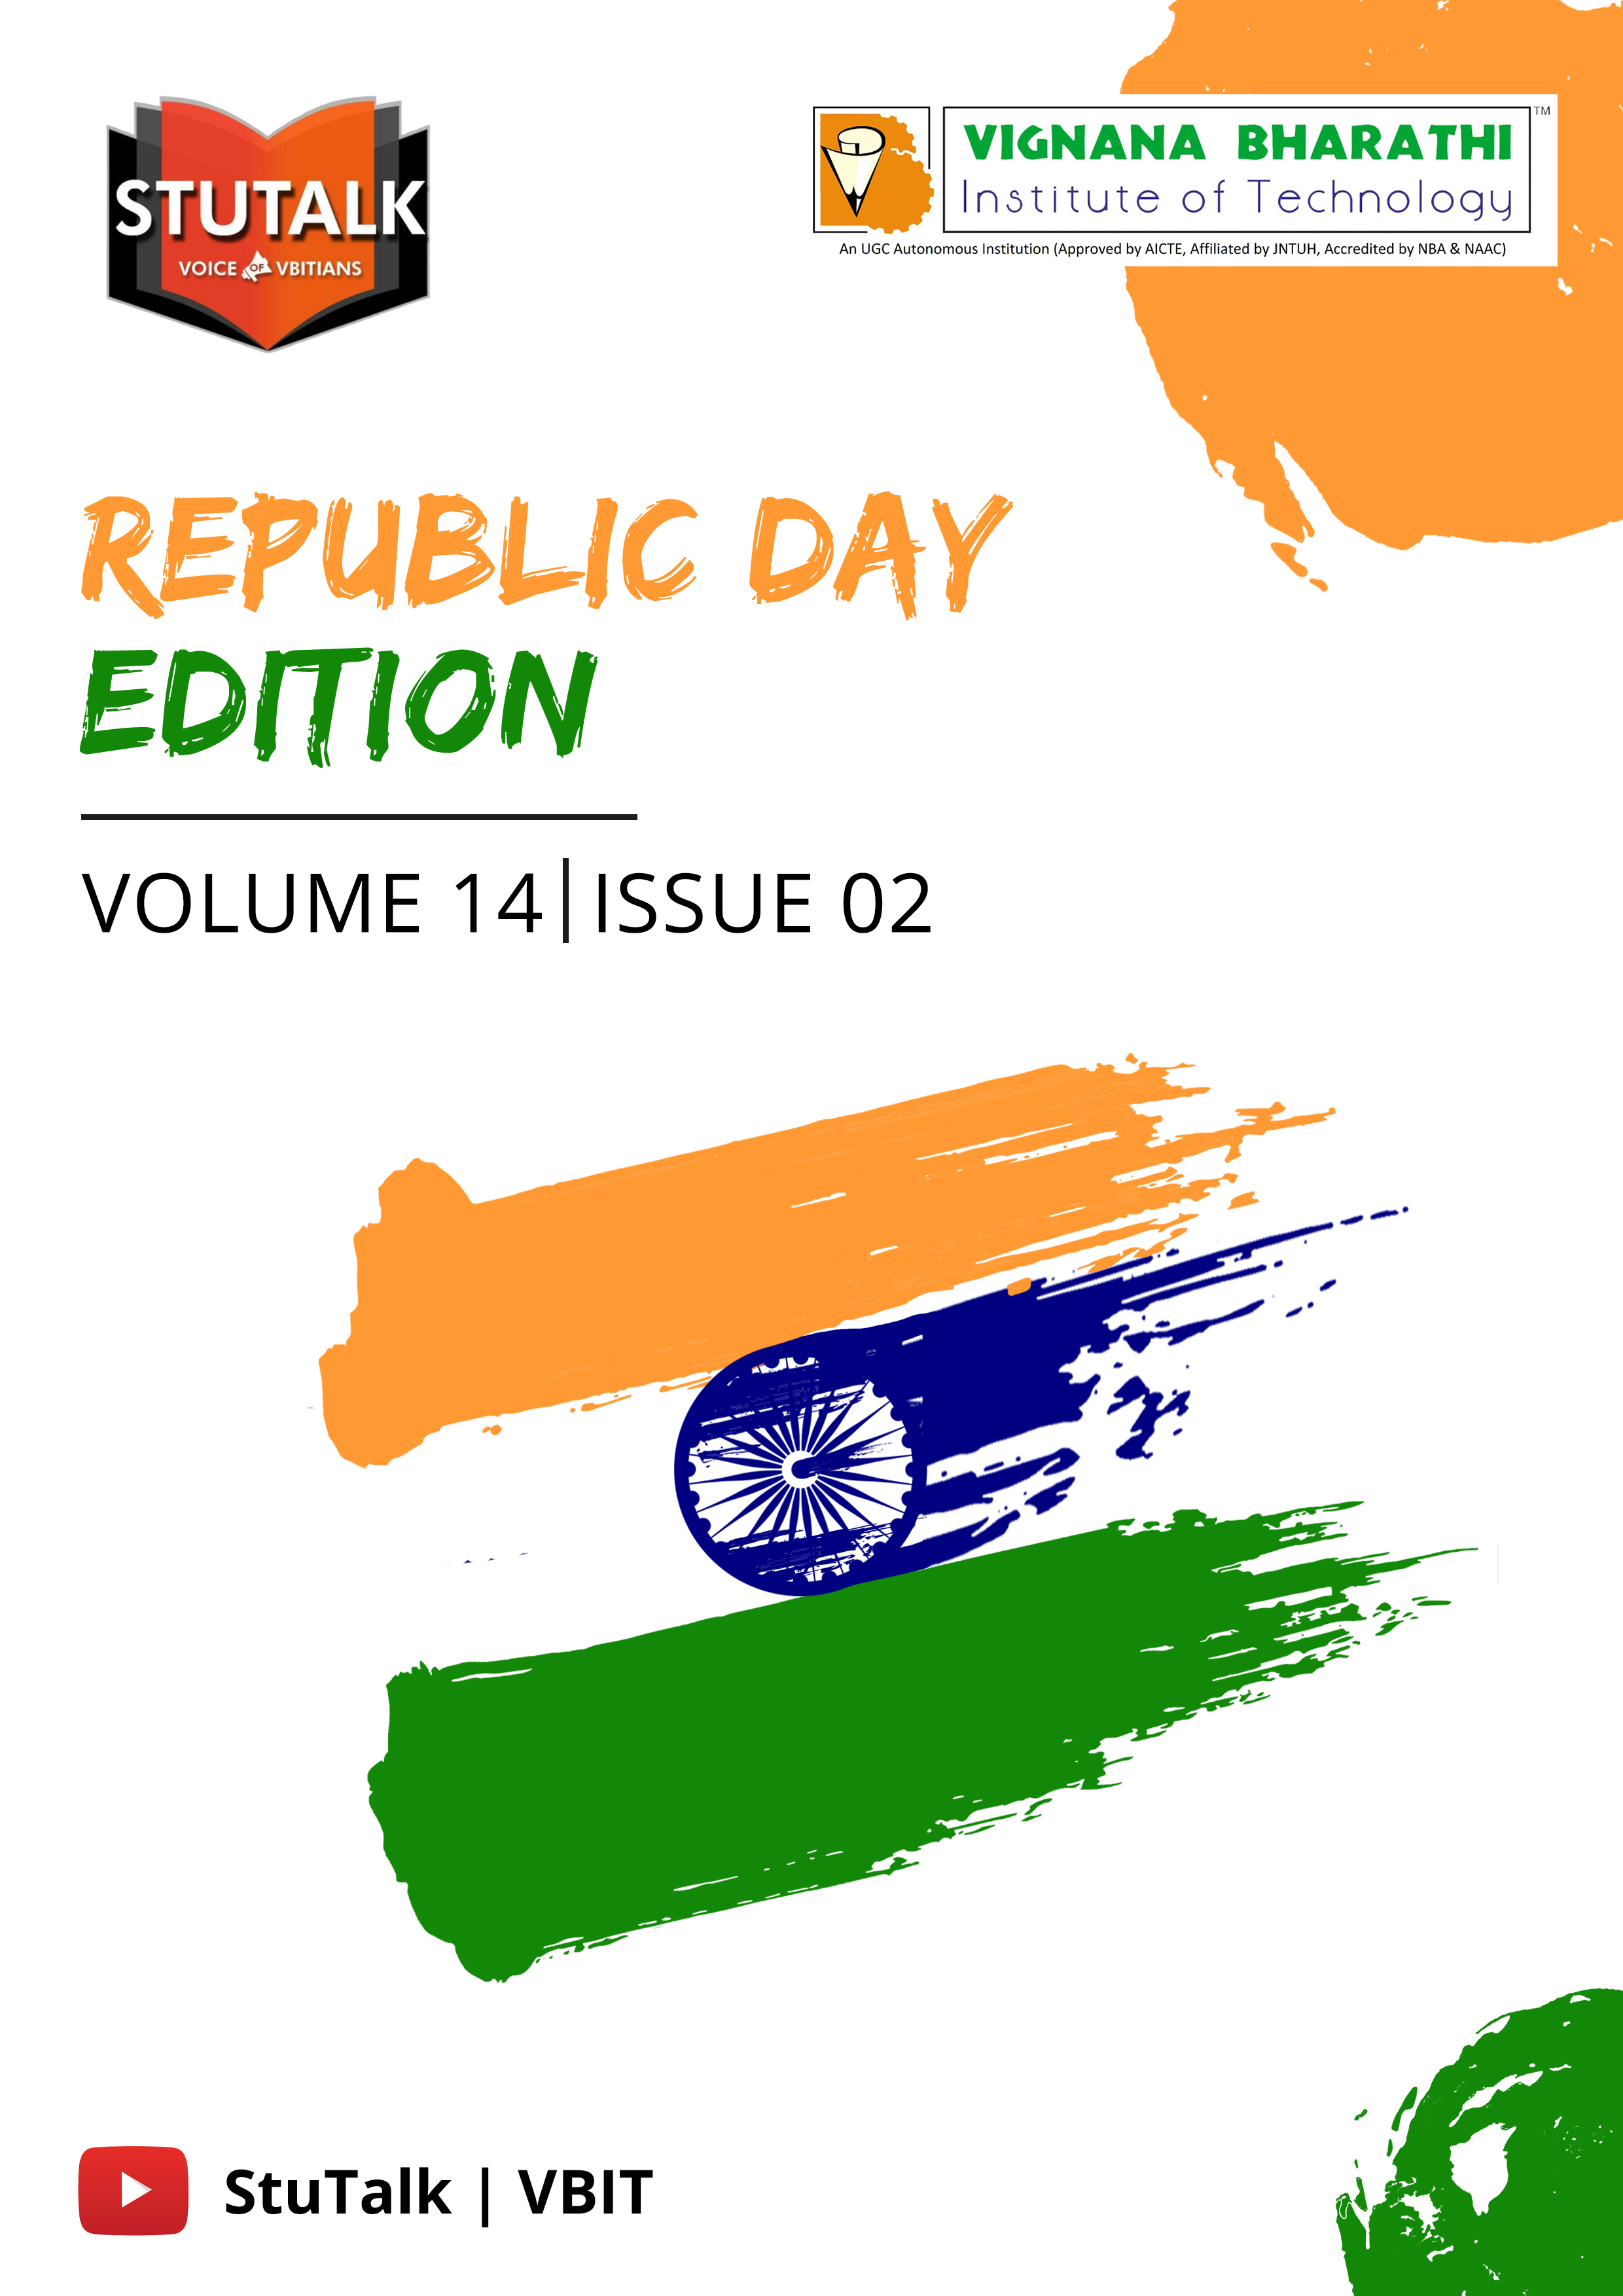 STUTALK
VOICE OF VBITIANS
VIGNANA BHARATHI
TM
Institute of Technology
An UGC Autonomous Institution (Approved by AICTE, Affiliated by JNTUH, Accredited by NBA & NAAC)
REPUBLIC DAY
EDITION
VOLUME 14|ISSUE 02
StuTalk | VBIT